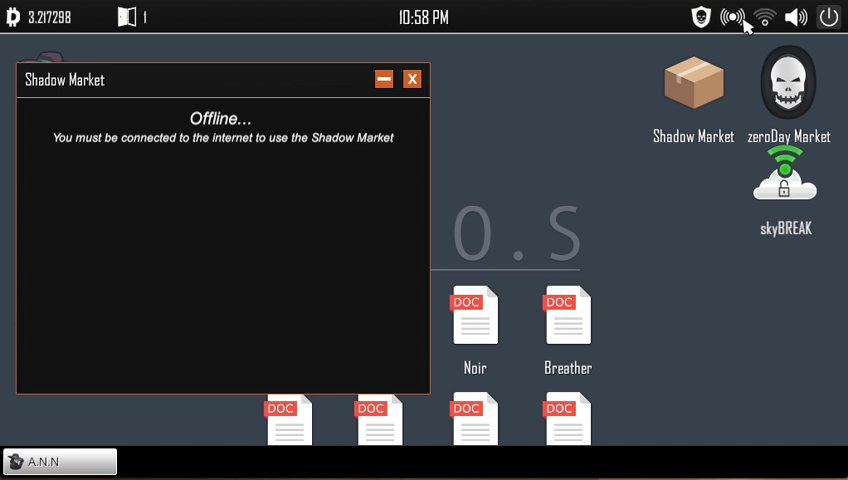 3.217298
1
10:58 PM
Shadow Market
Offline...
You must be connected to the internet to use the Shadow Market
Shadow Market
zeroDay Market
skyBREAK
O.S
DOC
DOC
Noir
Breather
DOC
DOC
DOC
DOC
A.N.N